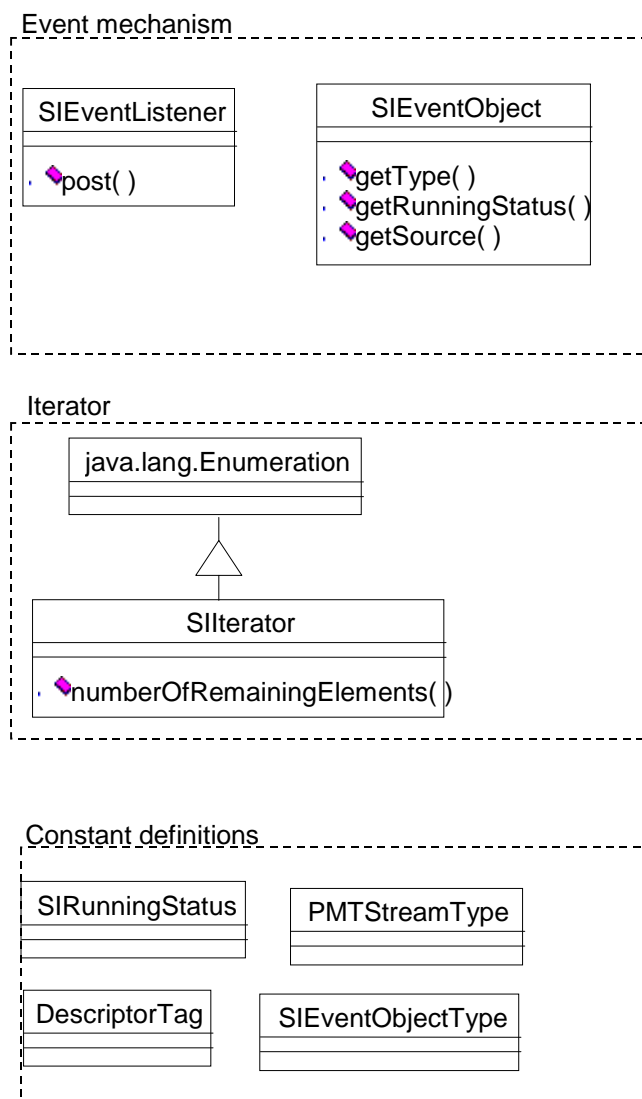 Event mechanism
SIEventListener
SIEventObject
post( )
getType( )
getRunningStatus( )
getSource( )
Iterator
java.lang.Enumeration
SIIterator
numberOfRemainingElements( )
Constant definitions
SIRunningStatus
PMTStreamType
DescriptorTag
SIEventObjectType